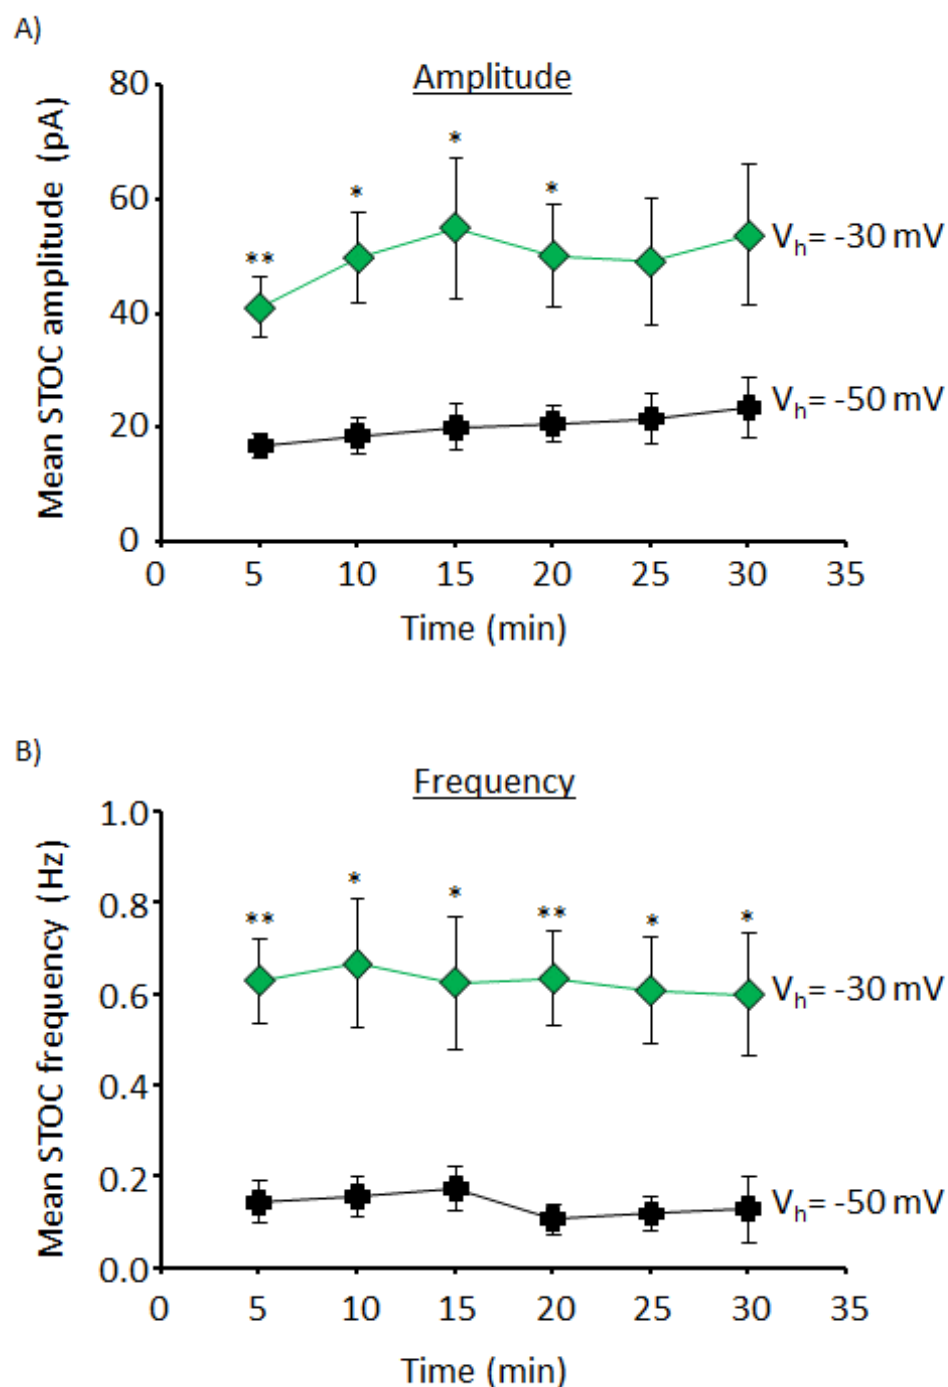 A)
Amplitude
Mean STOC amplitude (pA)
80
60
40
20
0
** * * *
Vₕ= -30 mV
Vₕ= -50 mV
0 5 10 15 20 25 30 35
Time (min)
B)
Frequency
Mean STOC frequency (Hz)
1.0
0.8
0.6
0.4
0.2
0.0
** * * ** * *
Vₕ= -30 mV
Vₕ= -50 mV
0 5 10 15 20 25 30 35
Time (min)